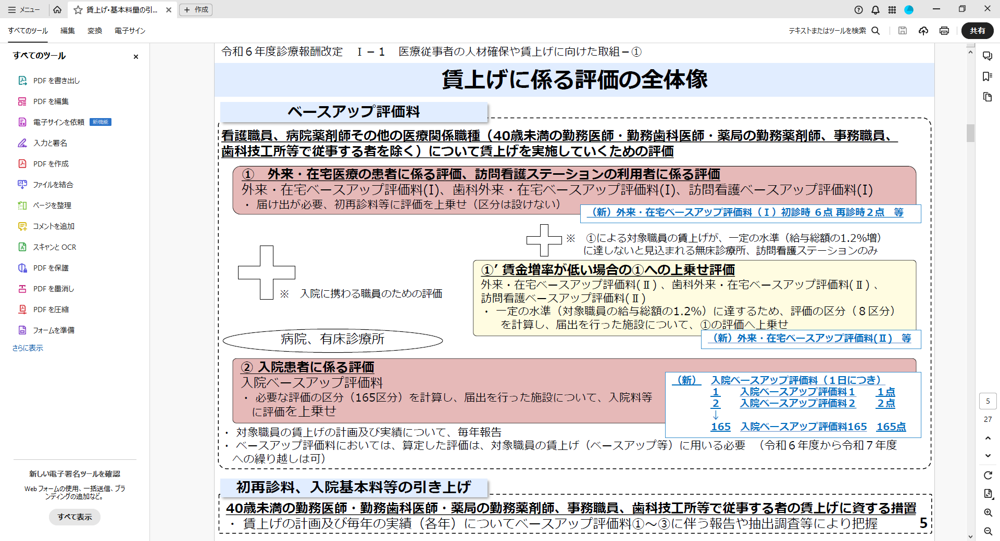 メニュー
賃上げ・基本料量の引...
作成
すべてのツール
編集
変換
電子サイン
テキストまたはツールを検索
共有
すべてのツール
PDF を書き出し
PDF を編集
電子サインを依頼 新機能
入力と署名
PDF を作成
ファイルを結合
ページを整理
コメントを追加
スキャンと OCR
PDF を保護
PDF を墨消し
PDF を圧縮
フォームを準備
さらに表示
新しい電子署名ツールを確認
Web フォームの使用、一括送信、ブラ
ンディングの追加など。
すべて表示
令和６年度診療報酬改定　Ⅰ－１　医療従事者の人材確保や賃上げに向けた取組－①
賃上げに係る評価の全体像
ベースアップ評価料
看護職員、病院薬剤師その他の医療関係職種（40歳未満の勤務医師・勤務歯科医師・薬局の勤務薬剤師、事務職員、
歯科技工所等で従事する者を除く）について賃上げを実施していくための評価
①　外来・在宅医療の患者に係る評価、訪問看護ステーションの利用者に係る評価
外来・在宅ベースアップ評価料(Ⅰ)、歯科外来・在宅ベースアップ評価料(Ⅰ)、訪問看護ベースアップ評価料(Ⅰ)
・ 届け出が必要、初再診料等に評価を上乗せ（区分は設けない）
（新）外来・在宅ベースアップ評価料（Ⅰ）初診時 ６点 再診時２点　等
※　①による対象職員の賃上げが、一定の水準（給与総額の1.2％増）
に達しないと見込まれる無床診療所、訪問看護ステーションのみ
※　入院に携わる職員のための評価
①’ 賃金増率が低い場合の①への上乗せ評価
外来・在宅ベースアップ評価料(Ⅱ) 、歯科外来・在宅ベースアップ評価料(Ⅱ) 、
訪問看護ベースアップ評価料(Ⅱ)
・ 一定の水準（対象職員の給与総額の1.2％）に達するため、評価の区分（８区分）
を計算し、届出を行った施設について、①の評価へ上乗せ
（新）外来・在宅ベースアップ評価料(Ⅱ)　等
病院、有床診療所
② 入院患者に係る評価
入院ベースアップ評価料
・ 必要な評価の区分（165区分）を計算し、届出を行った施設について、入院料等
に評価を上乗せ
（新）　入院ベースアップ評価料（１日につき）
1　入院ベースアップ評価料１　１点
2　入院ベースアップ評価料２　２点
↓
165　入院ベースアップ評価料165　165点
・ 対象職員の賃上げの計画及び実績について、毎年報告
・ ベースアップ評価料においては、算定した評価は、対象職員の賃上げ（ベースアップ等）に用いる必要　（令和６年度から令和７年度
への繰り越しは可）
初再診料、入院基本料等の引き上げ
40歳未満の勤務医師・勤務歯科医師・薬局の勤務薬剤師、事務職員、歯科技工所等で従事する者の賃上げに資する措置
・ 賃上げの計画及び毎年の実績（各年）についてベースアップ評価料①～③に伴う報告や抽出調査等により把握
5
5
27